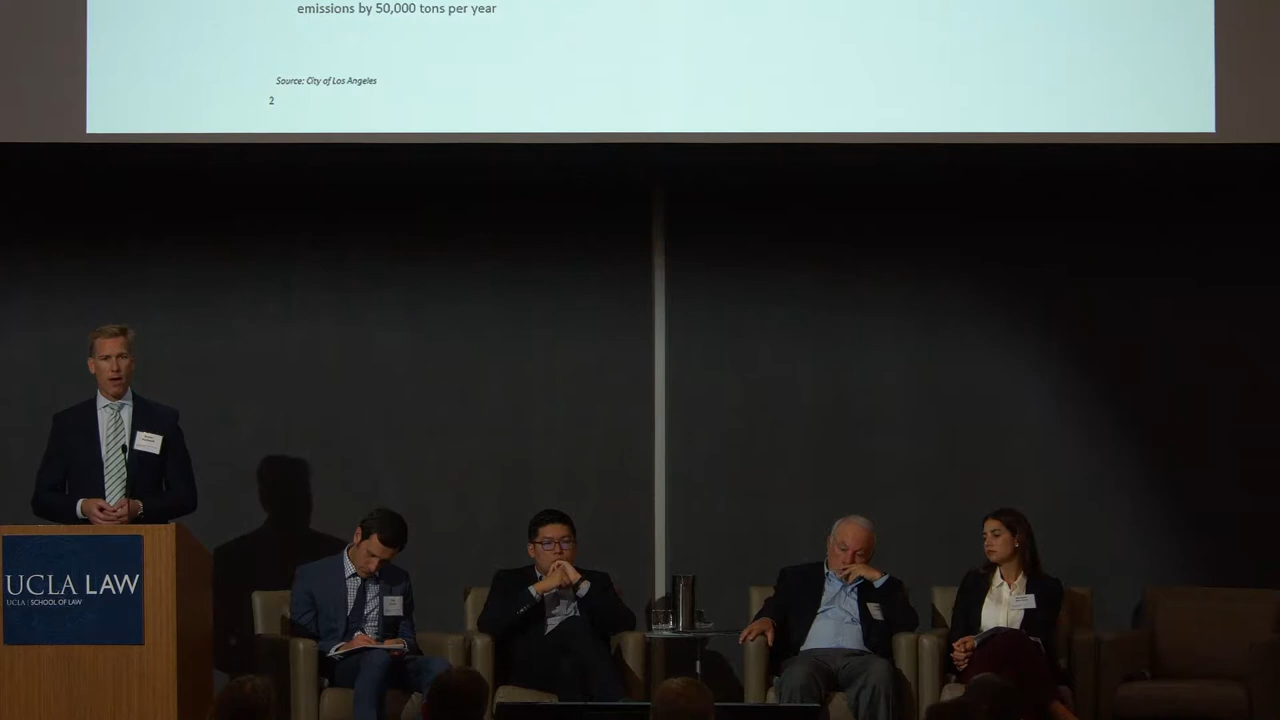 emissions by 50,000 tons per year
Source: City of Los Angeles
2
UCLA LAW
UCLA | SCHOOL OF LAW